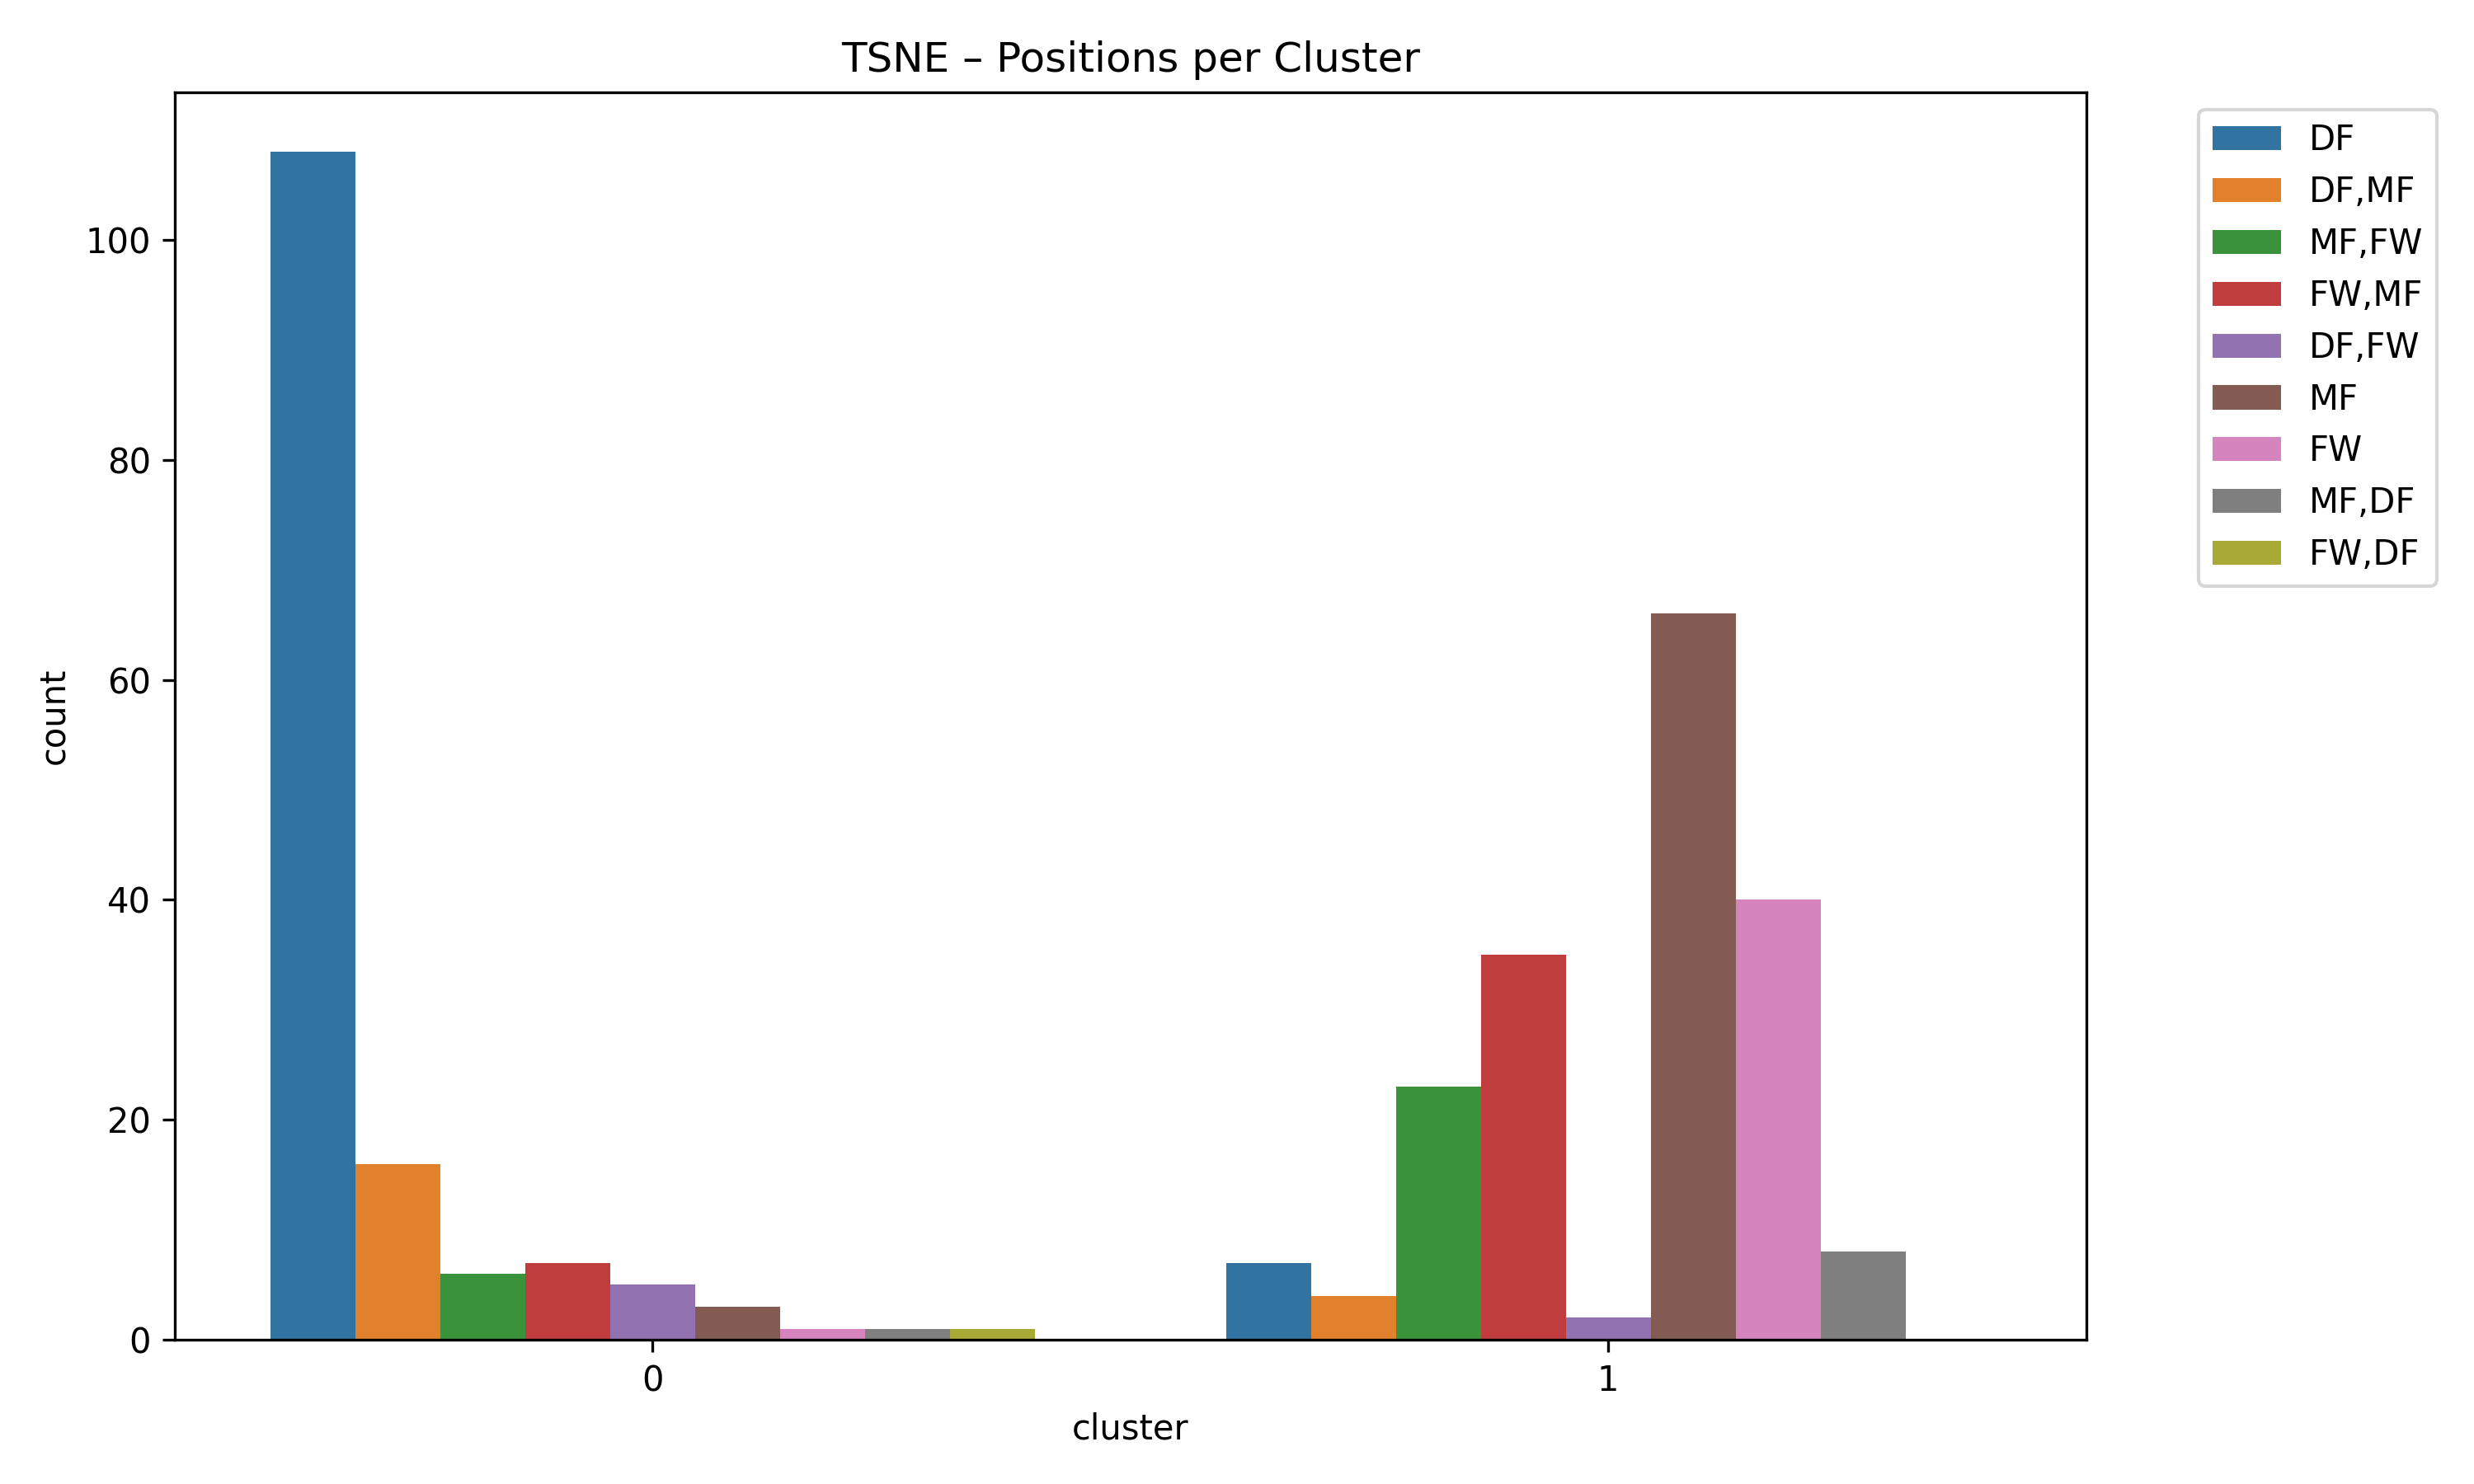 TSNE – Positions per Cluster
DF
DF,MF
MF,FW
FW,MF
DF,FW
MF
FW
MF,DF
FW,DF
100
80
60
40
20
0
count
0
1
cluster